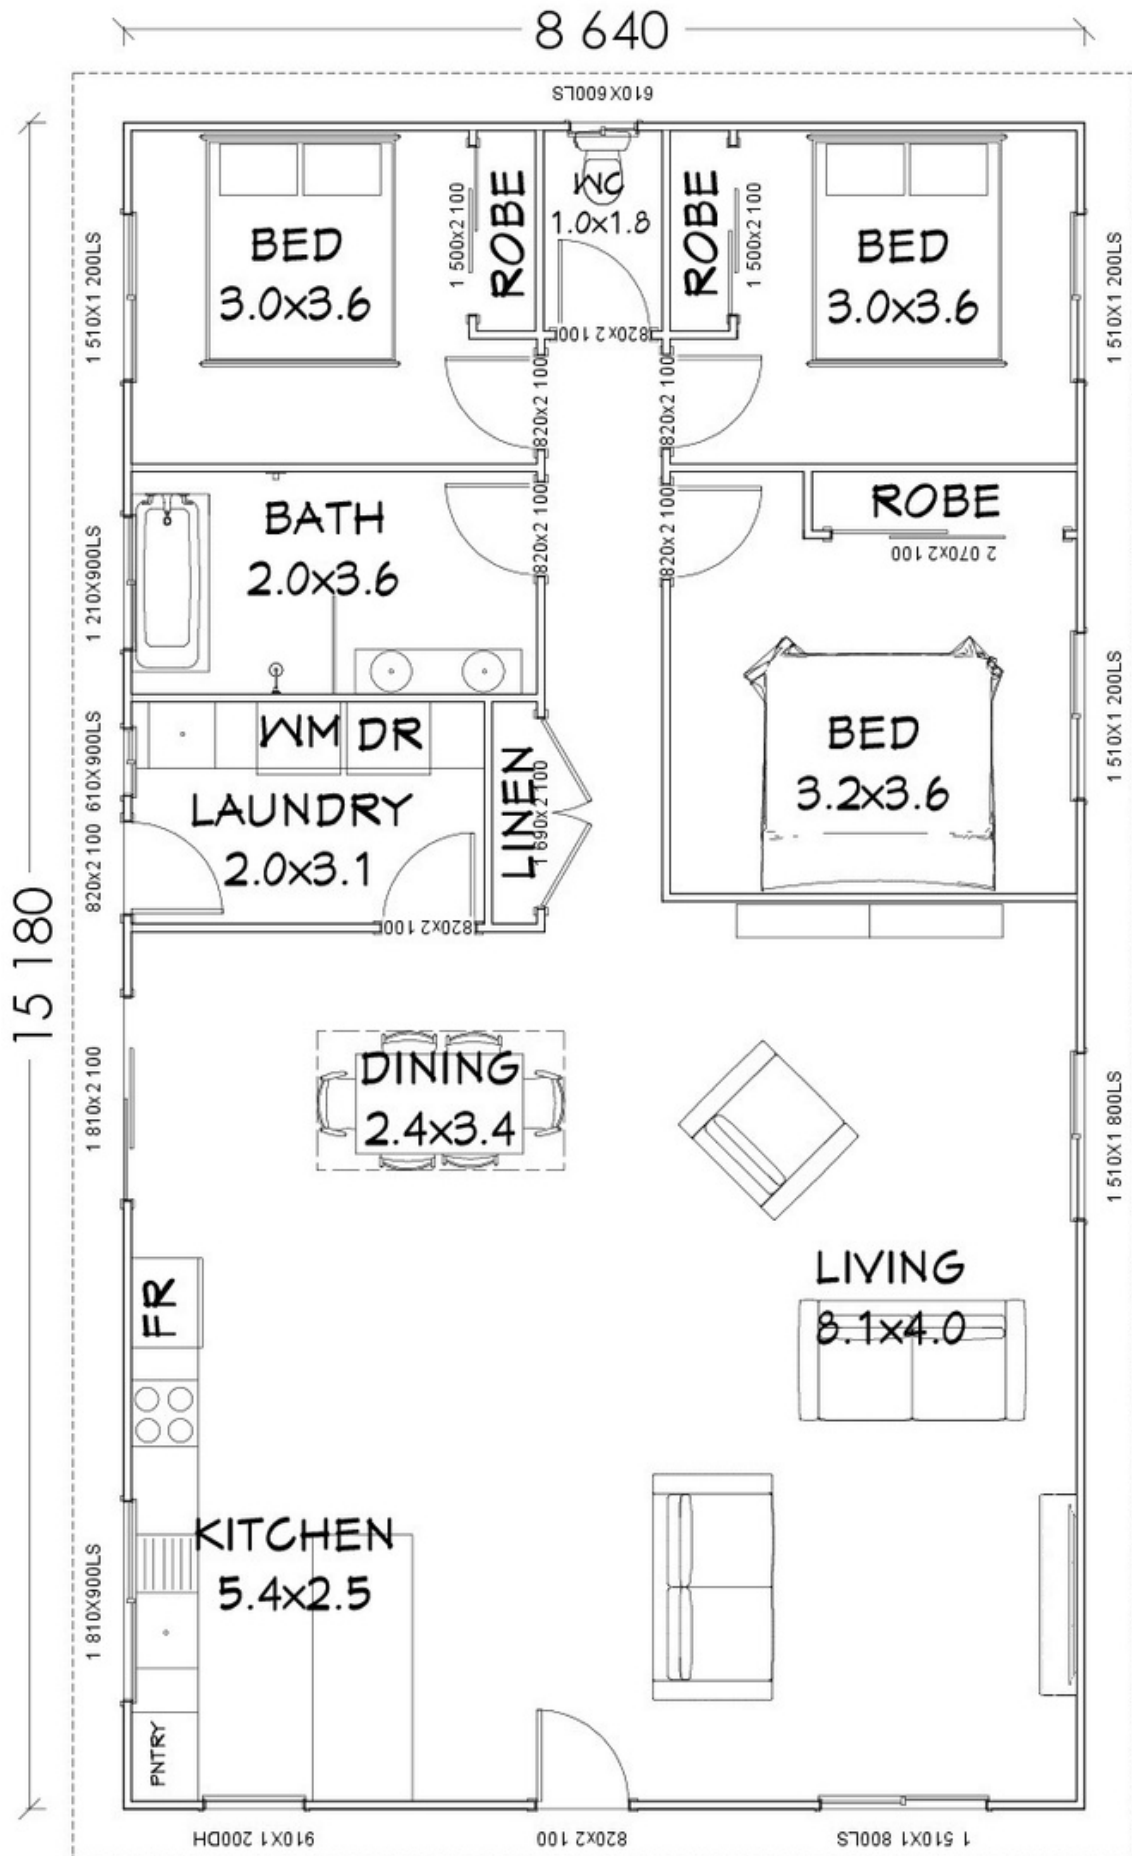 8 640
610X600LS
BED
3.0x3.6
1 500x2 100
ROBE
WC
1.0x1.8
820x2 100
ROBE
1 500x2 100
BED
3.0x3.6
1 510X1 200LS
1 510X1 200LS
820x2 100
820x2 100
BATH
2.0x3.6
1 210X900LS
820x2 100
820x2 100
ROBE
2 070x2 100
WM
DR
LAUNDRY
2.0x3.1
610X900LS
820x2 100
820x2 100
LINEN
1 690x2 100
BED
3.2x3.6
1 510X1 200LS
15 180
1 810x2 100
DINING
2.4x3.4
1 510X1 800LS
LIVING
8.1x4.0
FR
KITCHEN
5.4x2.5
1 810X900LS
PNTRY
910X1 200DH
820x2 100
1 510X1 800LS